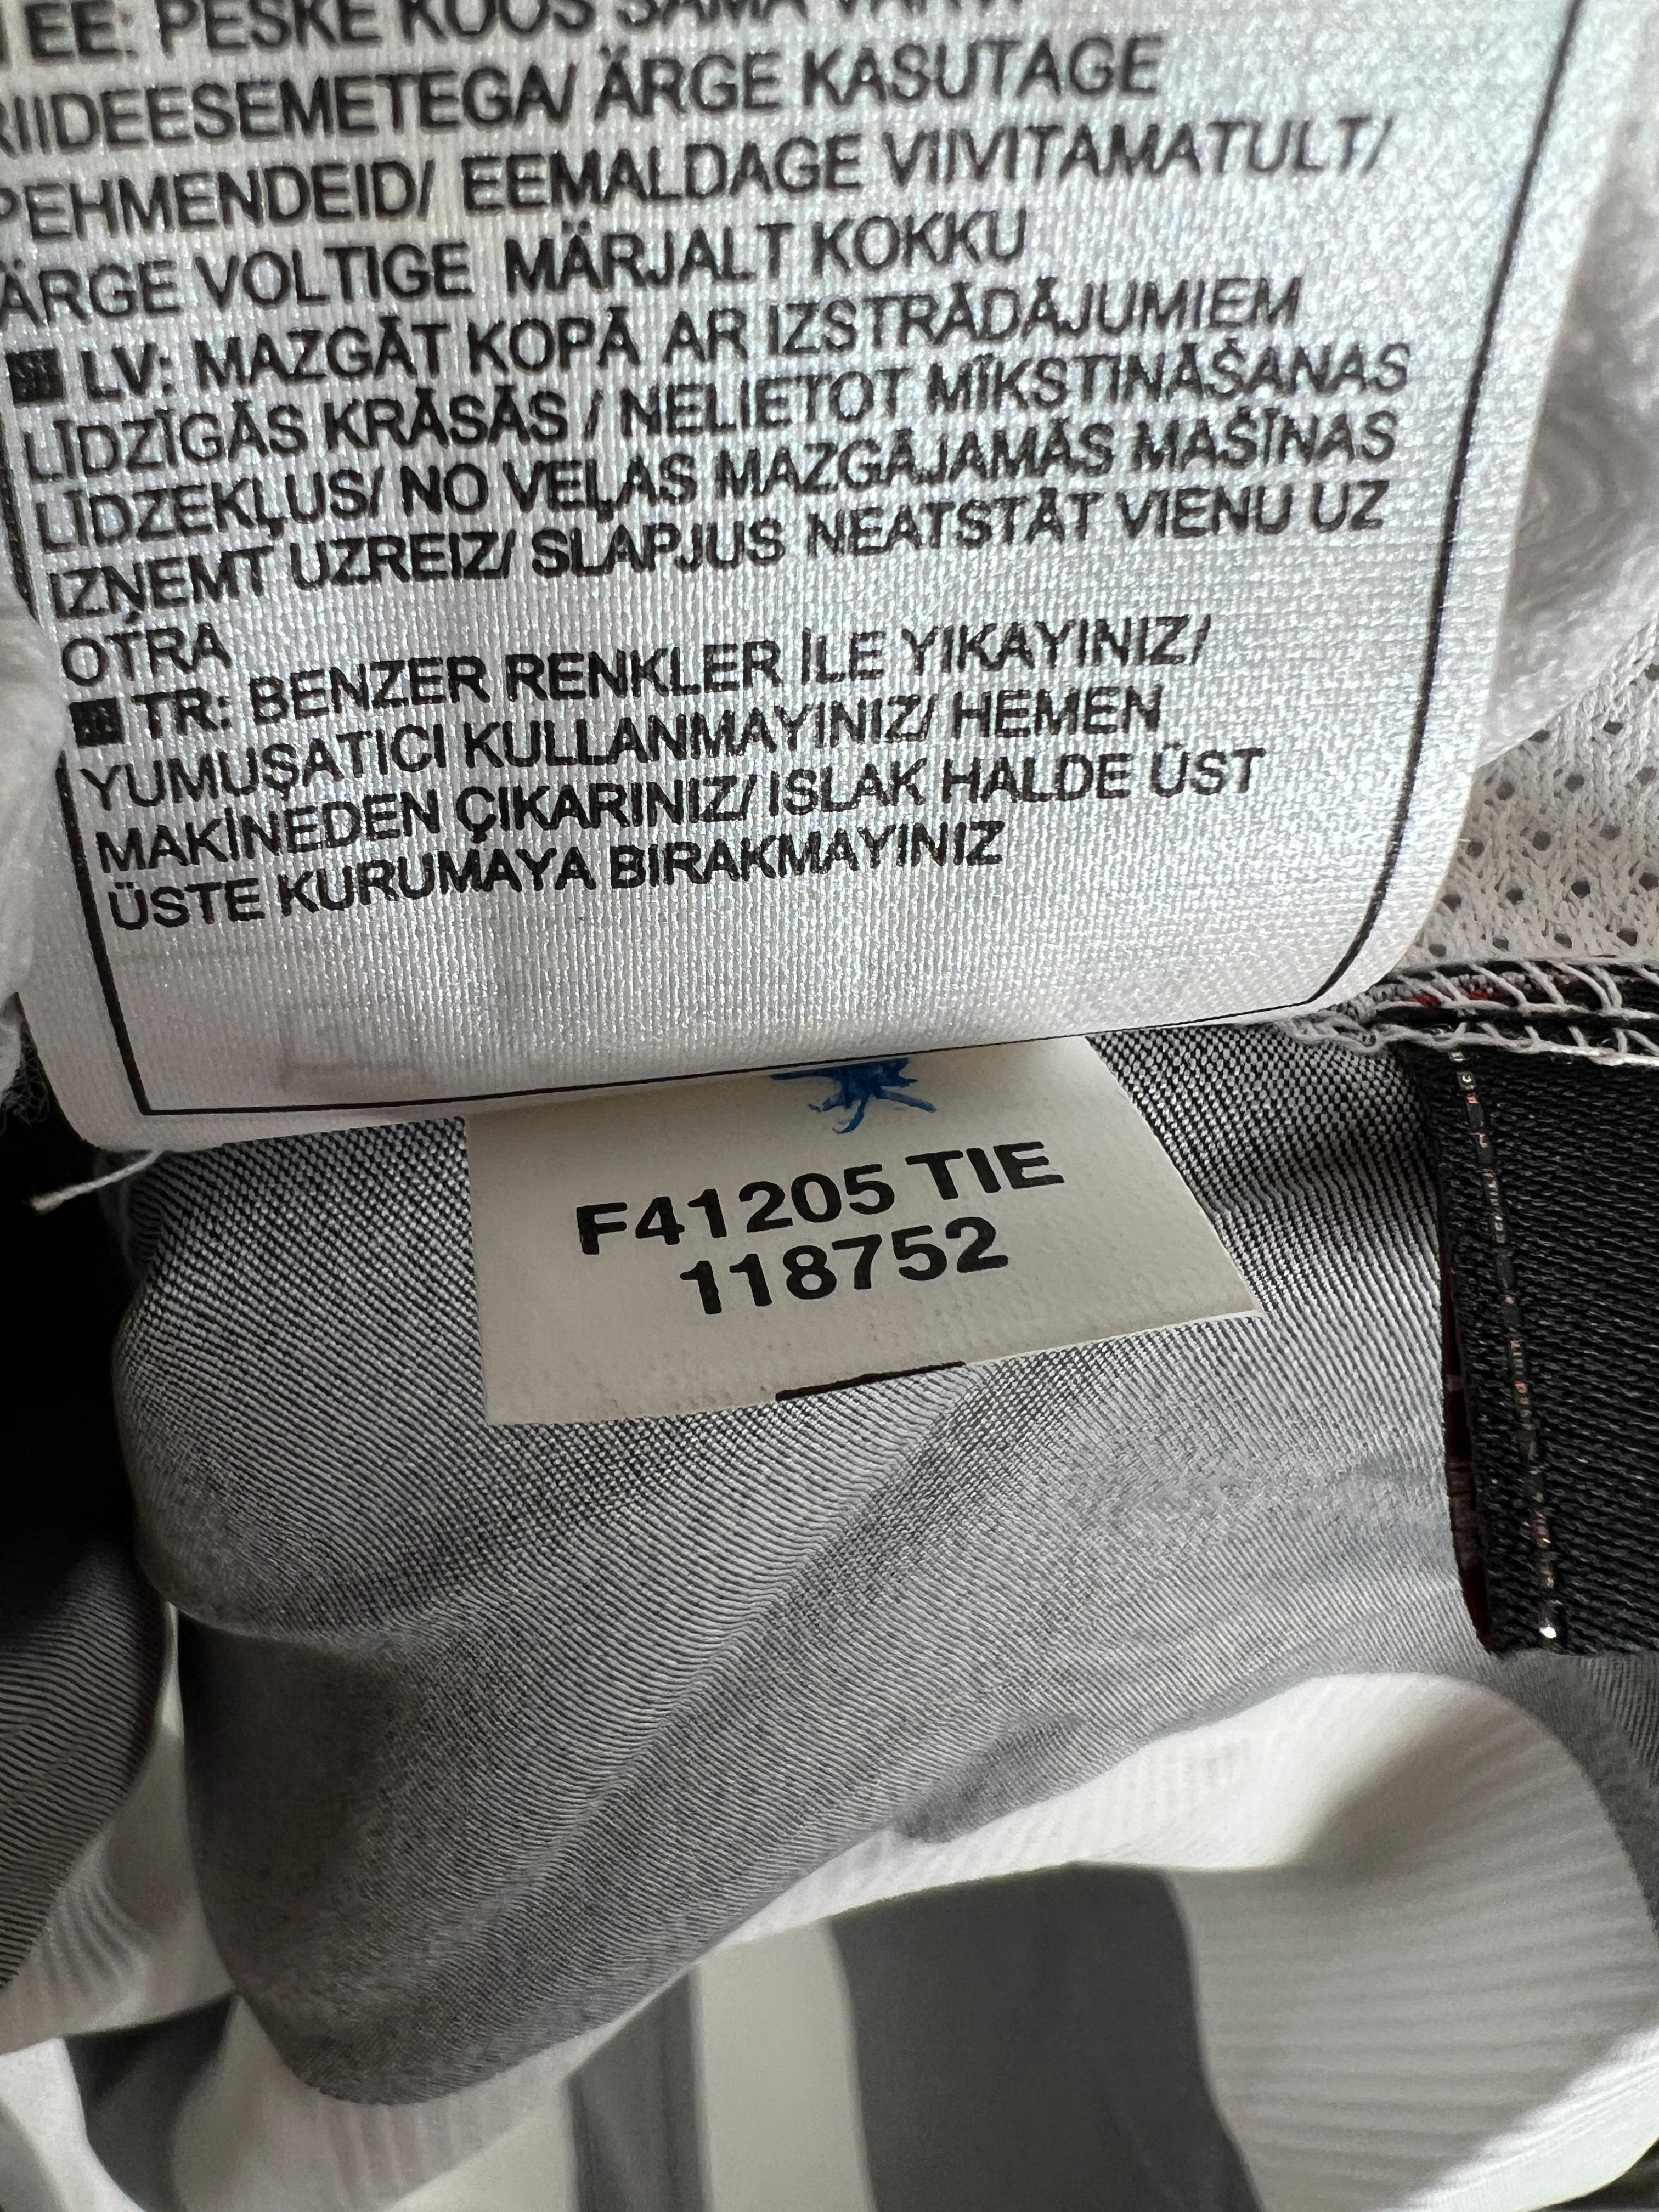 EE: PESKE KOOS SAMA VÄRVI
RIIDEESEMETEGA/ ÄRGE KASUTAGE
PEHMENDEID/ EEMALDAGE VIIVITAMATULT/
ÄRGE VOLTIGE MÄRJALT KOKKU
LV: MAZGĀT KOPĀ AR IZSTRĀDĀJUMIEM
LĪDZĪGĀS KRĀSĀS / NELIETOT MĪKSTINĀŠANAS
LĪDZEKĻUS/ NO VEĻAS MAZGĀJAMĀS MAŠĪNAS
IZŅEMT UZREIZ/ SLAPJUS NEATSTĀT VIENU UZ
OTRA
TR: BENZER RENKLER İLE YIKAYINIZ/
YUMUŞATICI KULLANMAYINIZ/ HEMEN
MAKİNEDEN ÇIKARINIZ/ ISLAK HALDE ÜST
ÜSTE KURUMAYA BIRAKMAYINIZ
F41205 TIE
118752